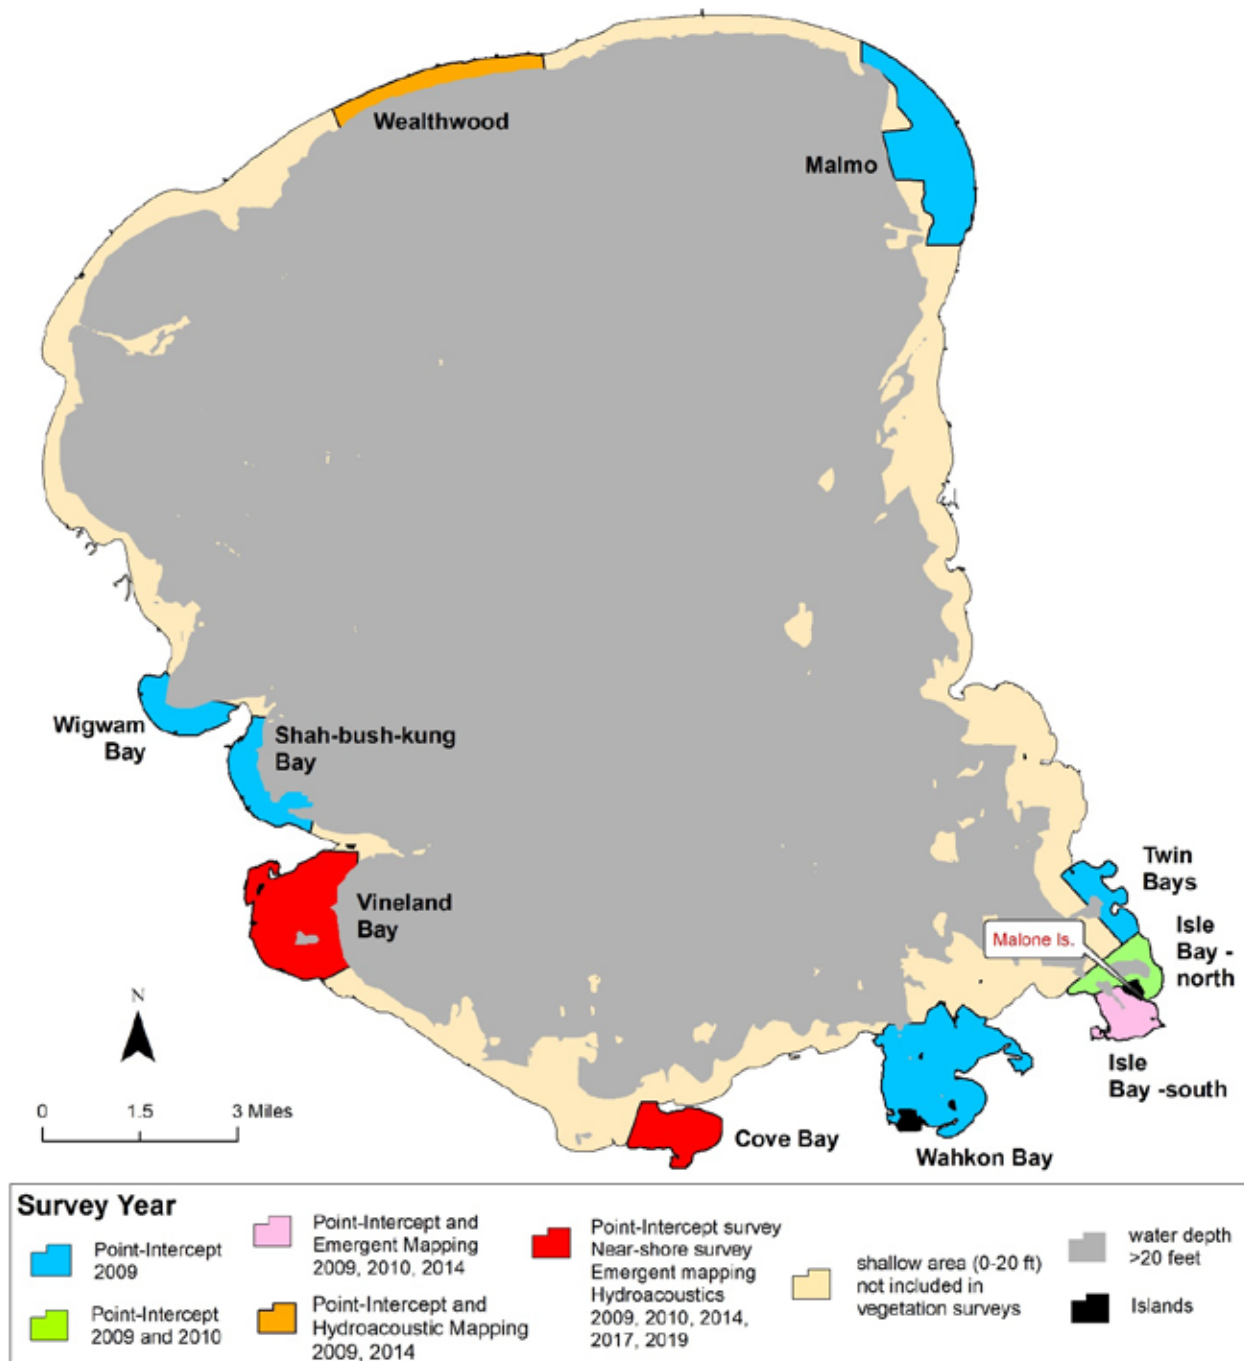 Wealthwood
Malmo
Wigwam
Bay
Shah-bush-kung
Bay
Vineland
Bay
Twin
Bays
Malone Is.
Isle
Bay -
north
Isle
Bay -south
N
0 1.5 3 Miles
Cove Bay
Wahkon Bay
Survey Year
Point-Intercept
2009
Point-Intercept
2009 and 2010
Point-Intercept and
Emergent Mapping
2009, 2010, 2014
Point-Intercept and
Hydroacoustic Mapping
2009, 2014
Point-Intercept survey
Near-shore survey
Emergent mapping
Hydroacoustics
2009, 2010, 2014,
2017, 2019
shallow area (0-20 ft)
not included in
vegetation surveys
water depth
>20 feet
Islands